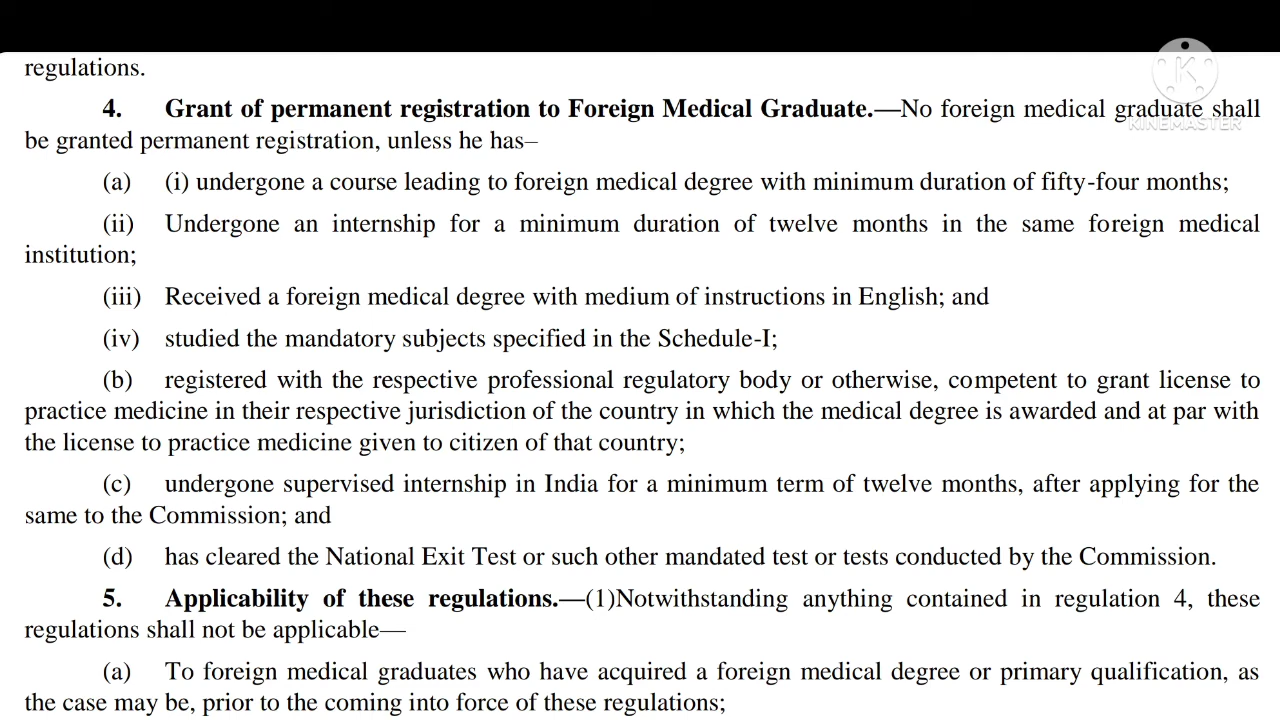 regulations.
4. Grant of permanent registration to Foreign Medical Graduate.—No foreign medical graduate shall
be granted permanent registration, unless he has–
(a) (i) undergone a course leading to foreign medical degree with minimum duration of fifty-four months;
(ii) Undergone an internship for a minimum duration of twelve months in the same foreign medical
institution;
(iii) Received a foreign medical degree with medium of instructions in English; and
(iv) studied the mandatory subjects specified in the Schedule-I;
(b) registered with the respective professional regulatory body or otherwise, competent to grant license to
practice medicine in their respective jurisdiction of the country in which the medical degree is awarded and at par with
the license to practice medicine given to citizen of that country;
(c) undergone supervised internship in India for a minimum term of twelve months, after applying for the
same to the Commission; and
(d) has cleared the National Exit Test or such other mandated test or tests conducted by the Commission.
5. Applicability of these regulations.—(1)Notwithstanding anything contained in regulation 4, these
regulations shall not be applicable—
(a) To foreign medical graduates who have acquired a foreign medical degree or primary qualification, as
the case may be, prior to the coming into force of these regulations;
K
KINEMASTER